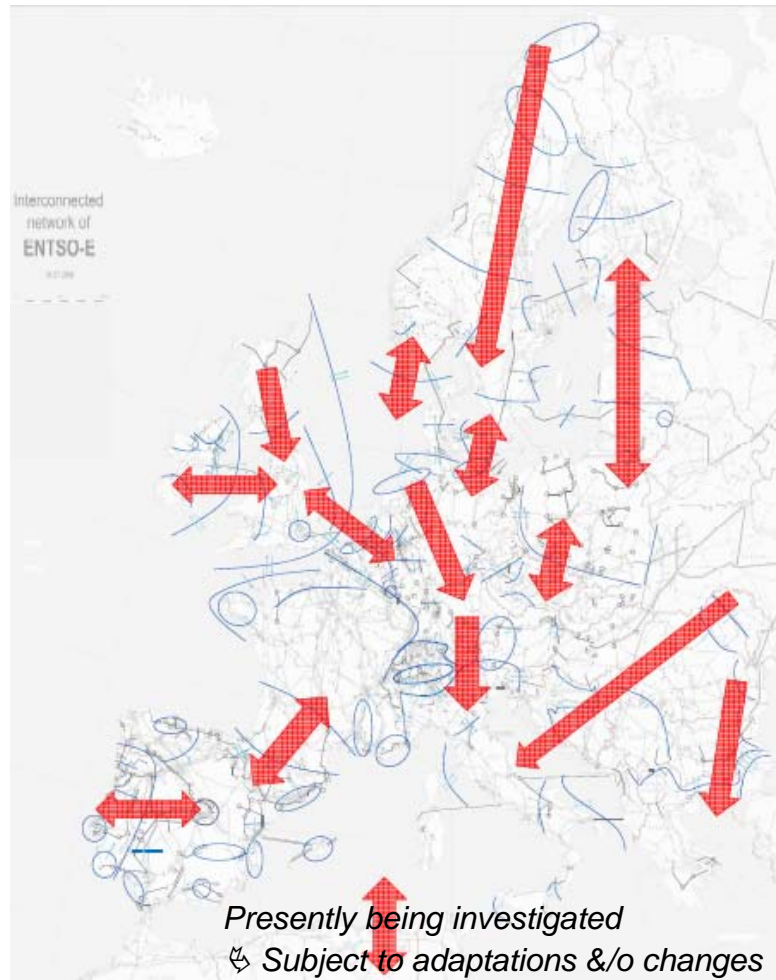 Interconnected
network of
ENTSO-E
Presently being investigated
↳ Subject to adaptations &/o changes